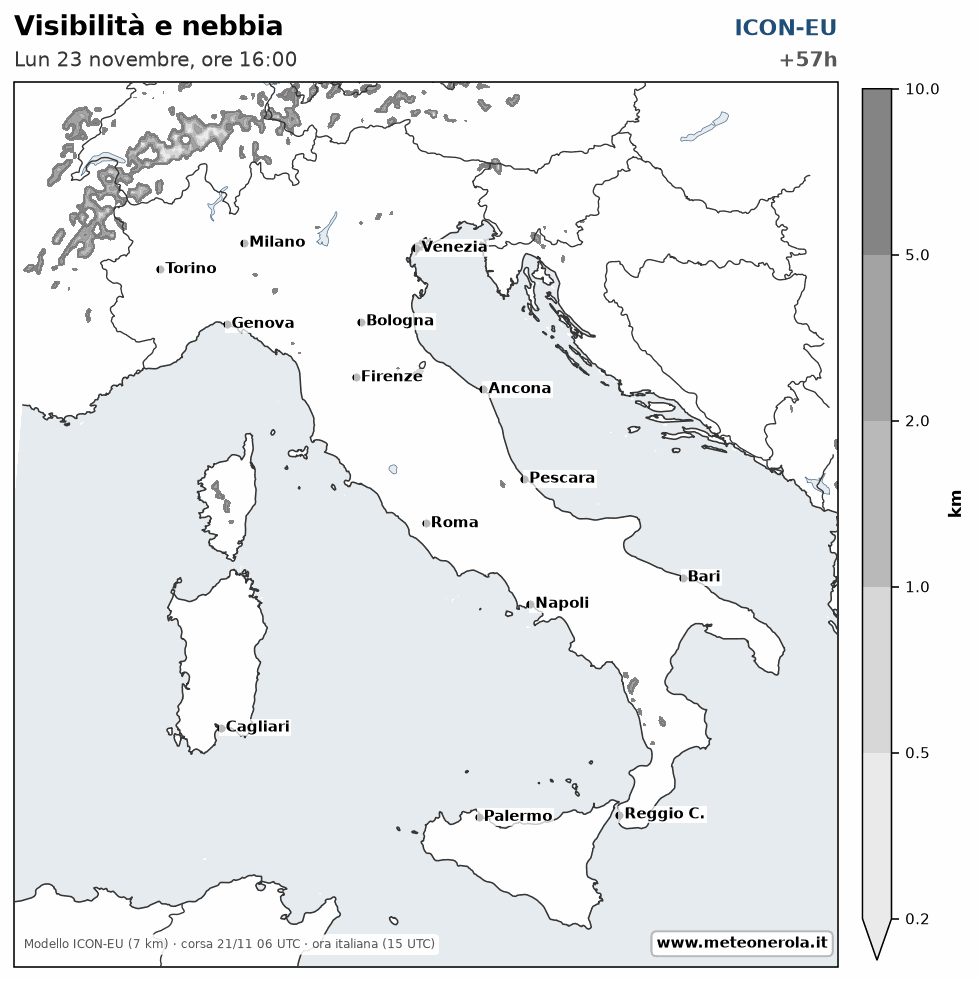 Visibilità e nebbia
ICON-EU
Lun 23 novembre, ore 16:00
+57h
10.0
5.0
2.0
1.0
0.5
0.2
km
Milano
Venezia
Torino
Genova
Bologna
Firenze
Ancona
Pescara
Roma
Bari
Napoli
Cagliari
Palermo
Reggio C.
Modello ICON-EU (7 km) · corsa 21/11 06 UTC · ora italiana (15 UTC)
www.meteonerola.it